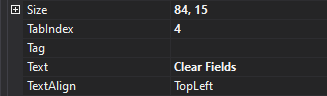 Size 84, 15
TabIndex 4
Tag
Text Clear Fields
TextAlign TopLeft